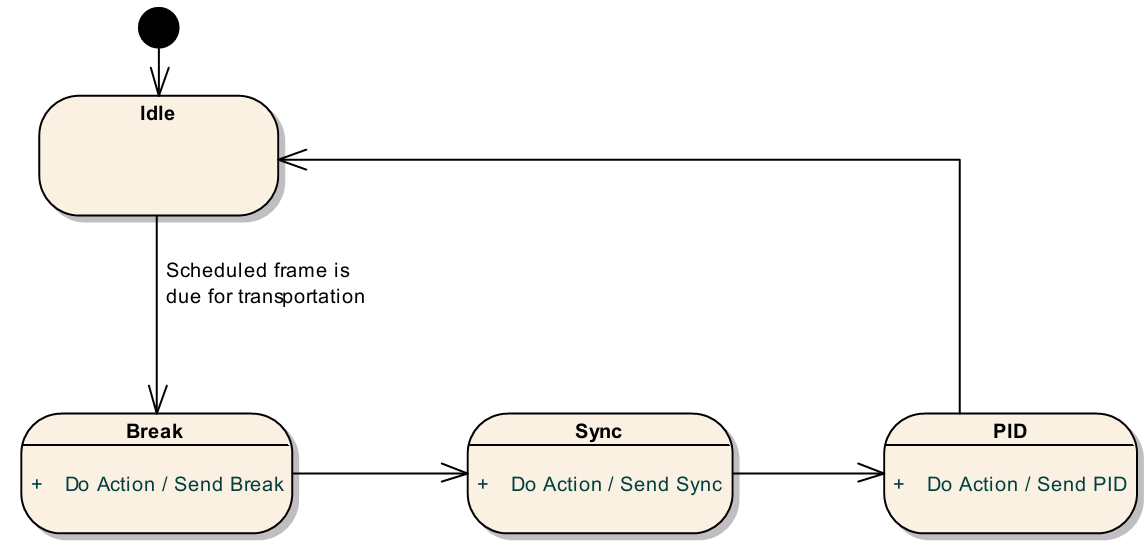 Idle
Scheduled frame is
due for transportation
Break
+ Do Action / Send Break
Sync
+ Do Action / Send Sync
PID
+ Do Action / Send PID